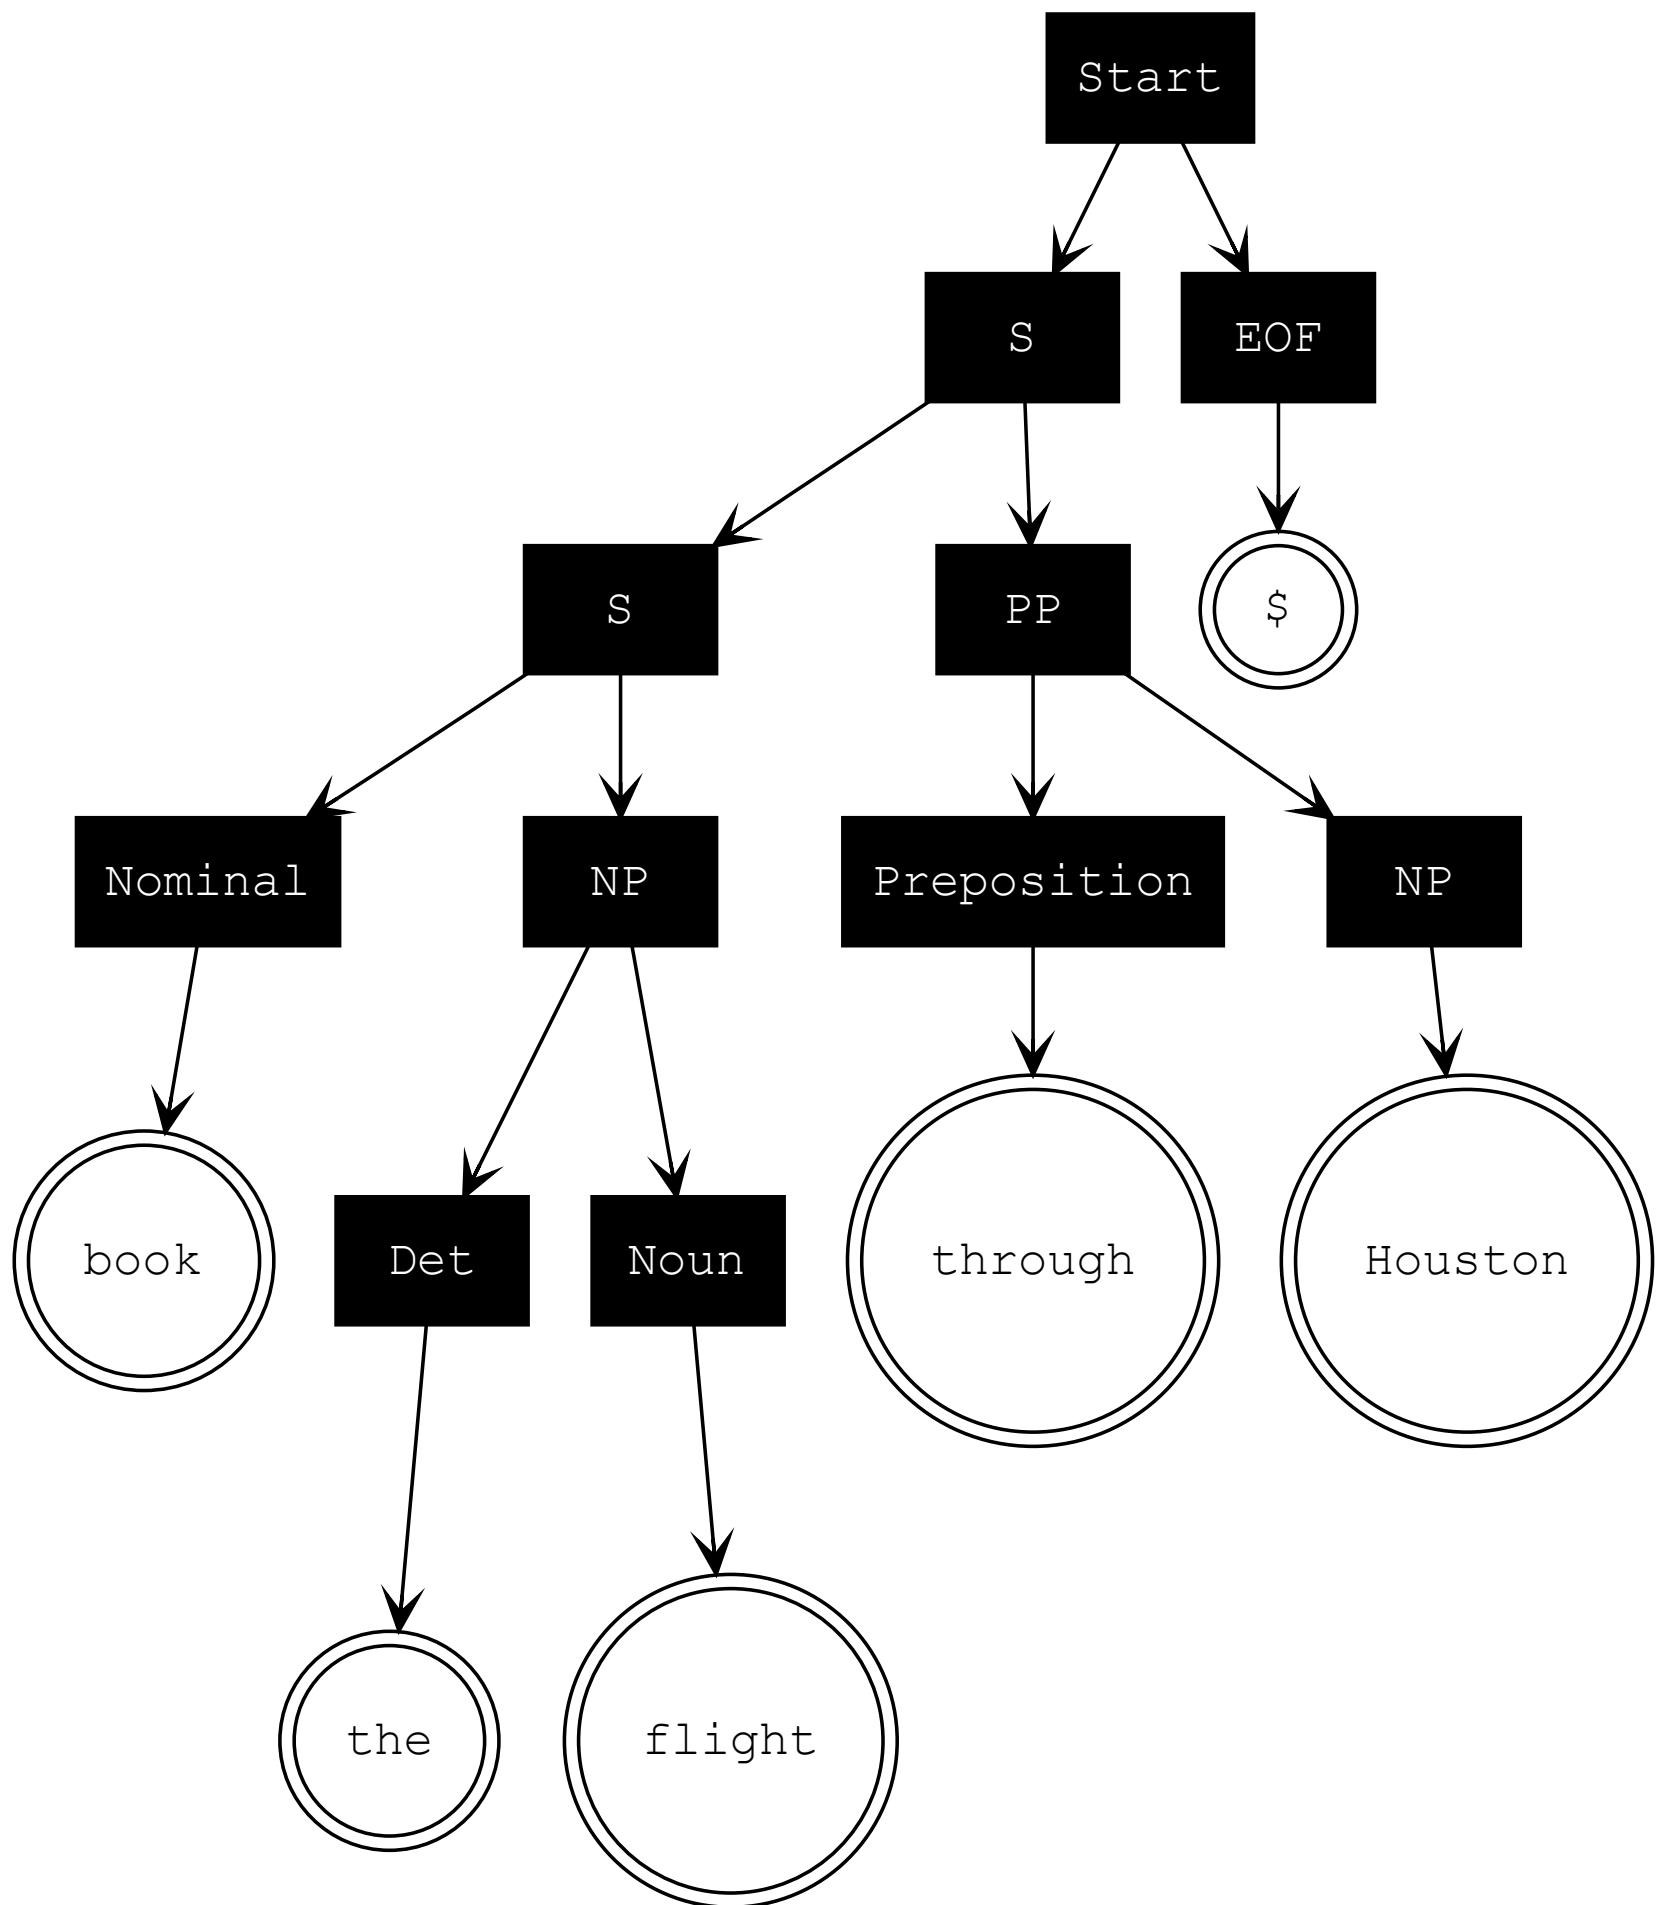 Start
S EOF
S PP $
Nominal NP Preposition NP
book Det Noun through Houston
the flight